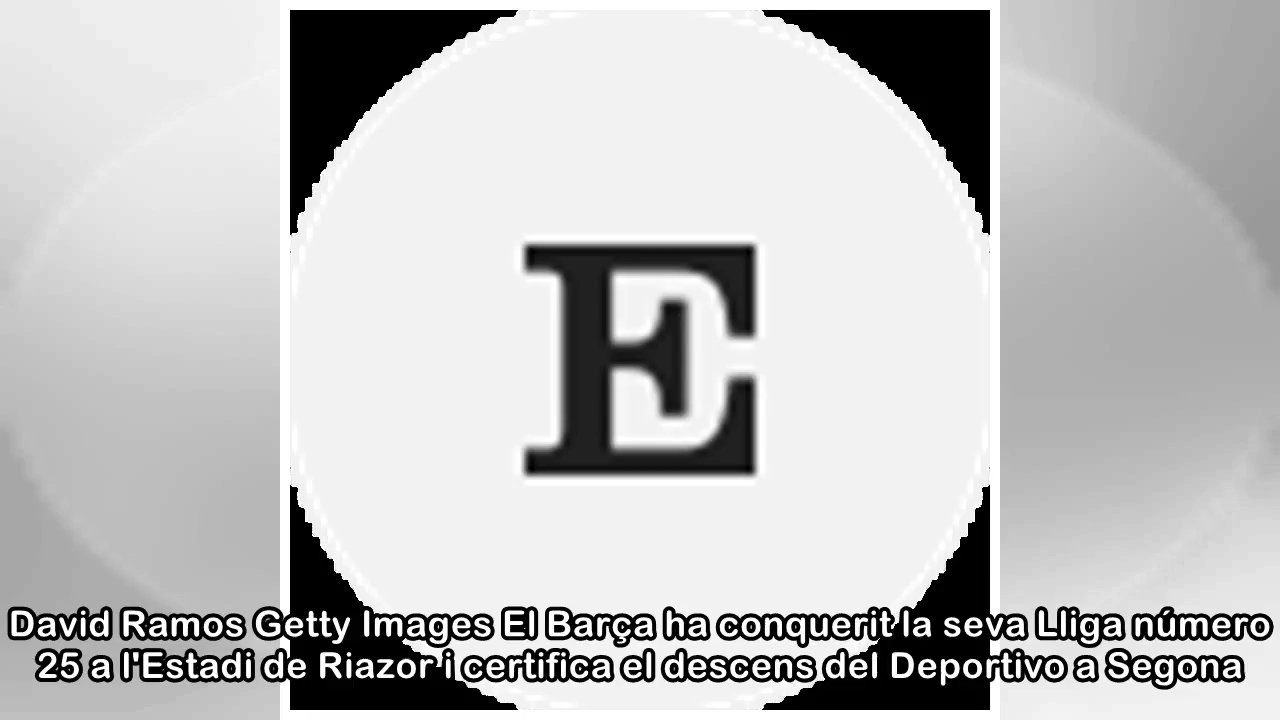 E
David Ramos Getty Images El Barça ha conquerit la seva Lliga número
25 a l'Estadi de Riazor i certifica el descens del Deportivo a Segona